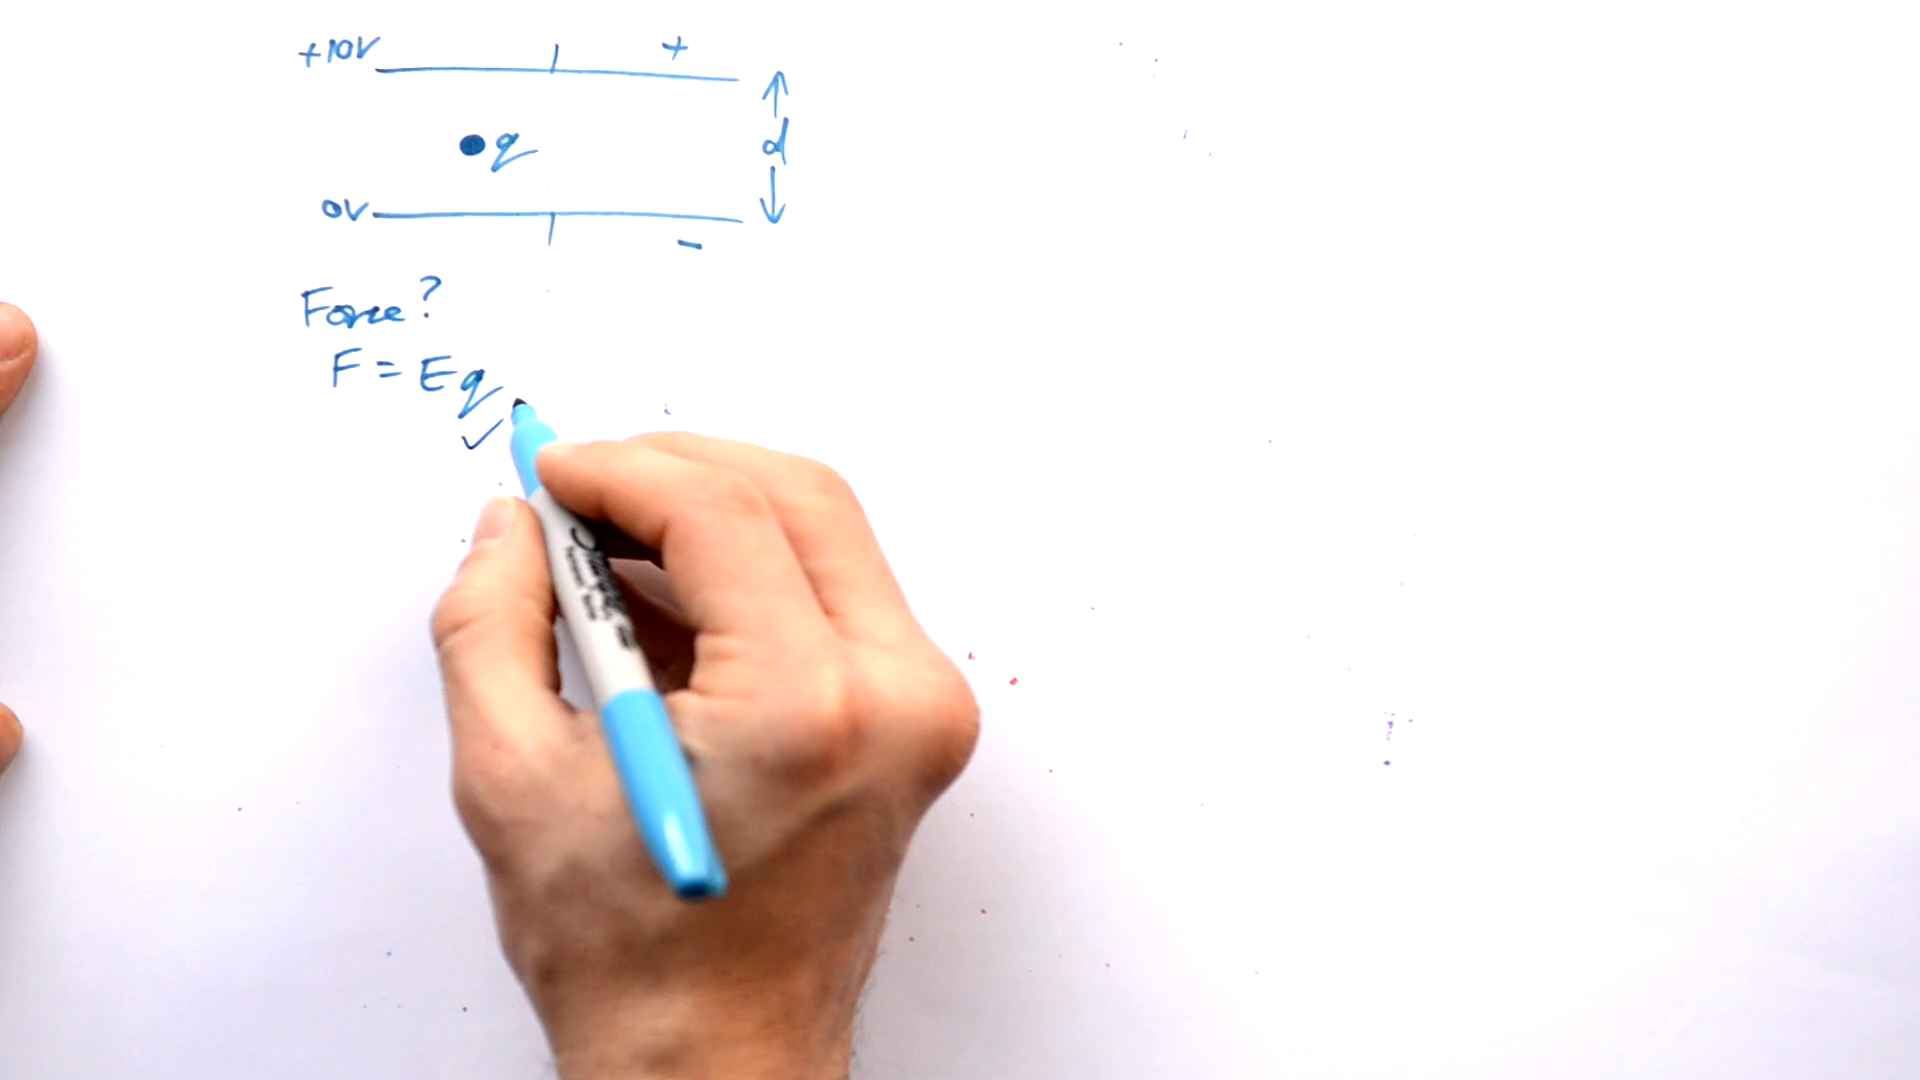 +10V +
q
d
0V
-
Force?
F = Eq
✓